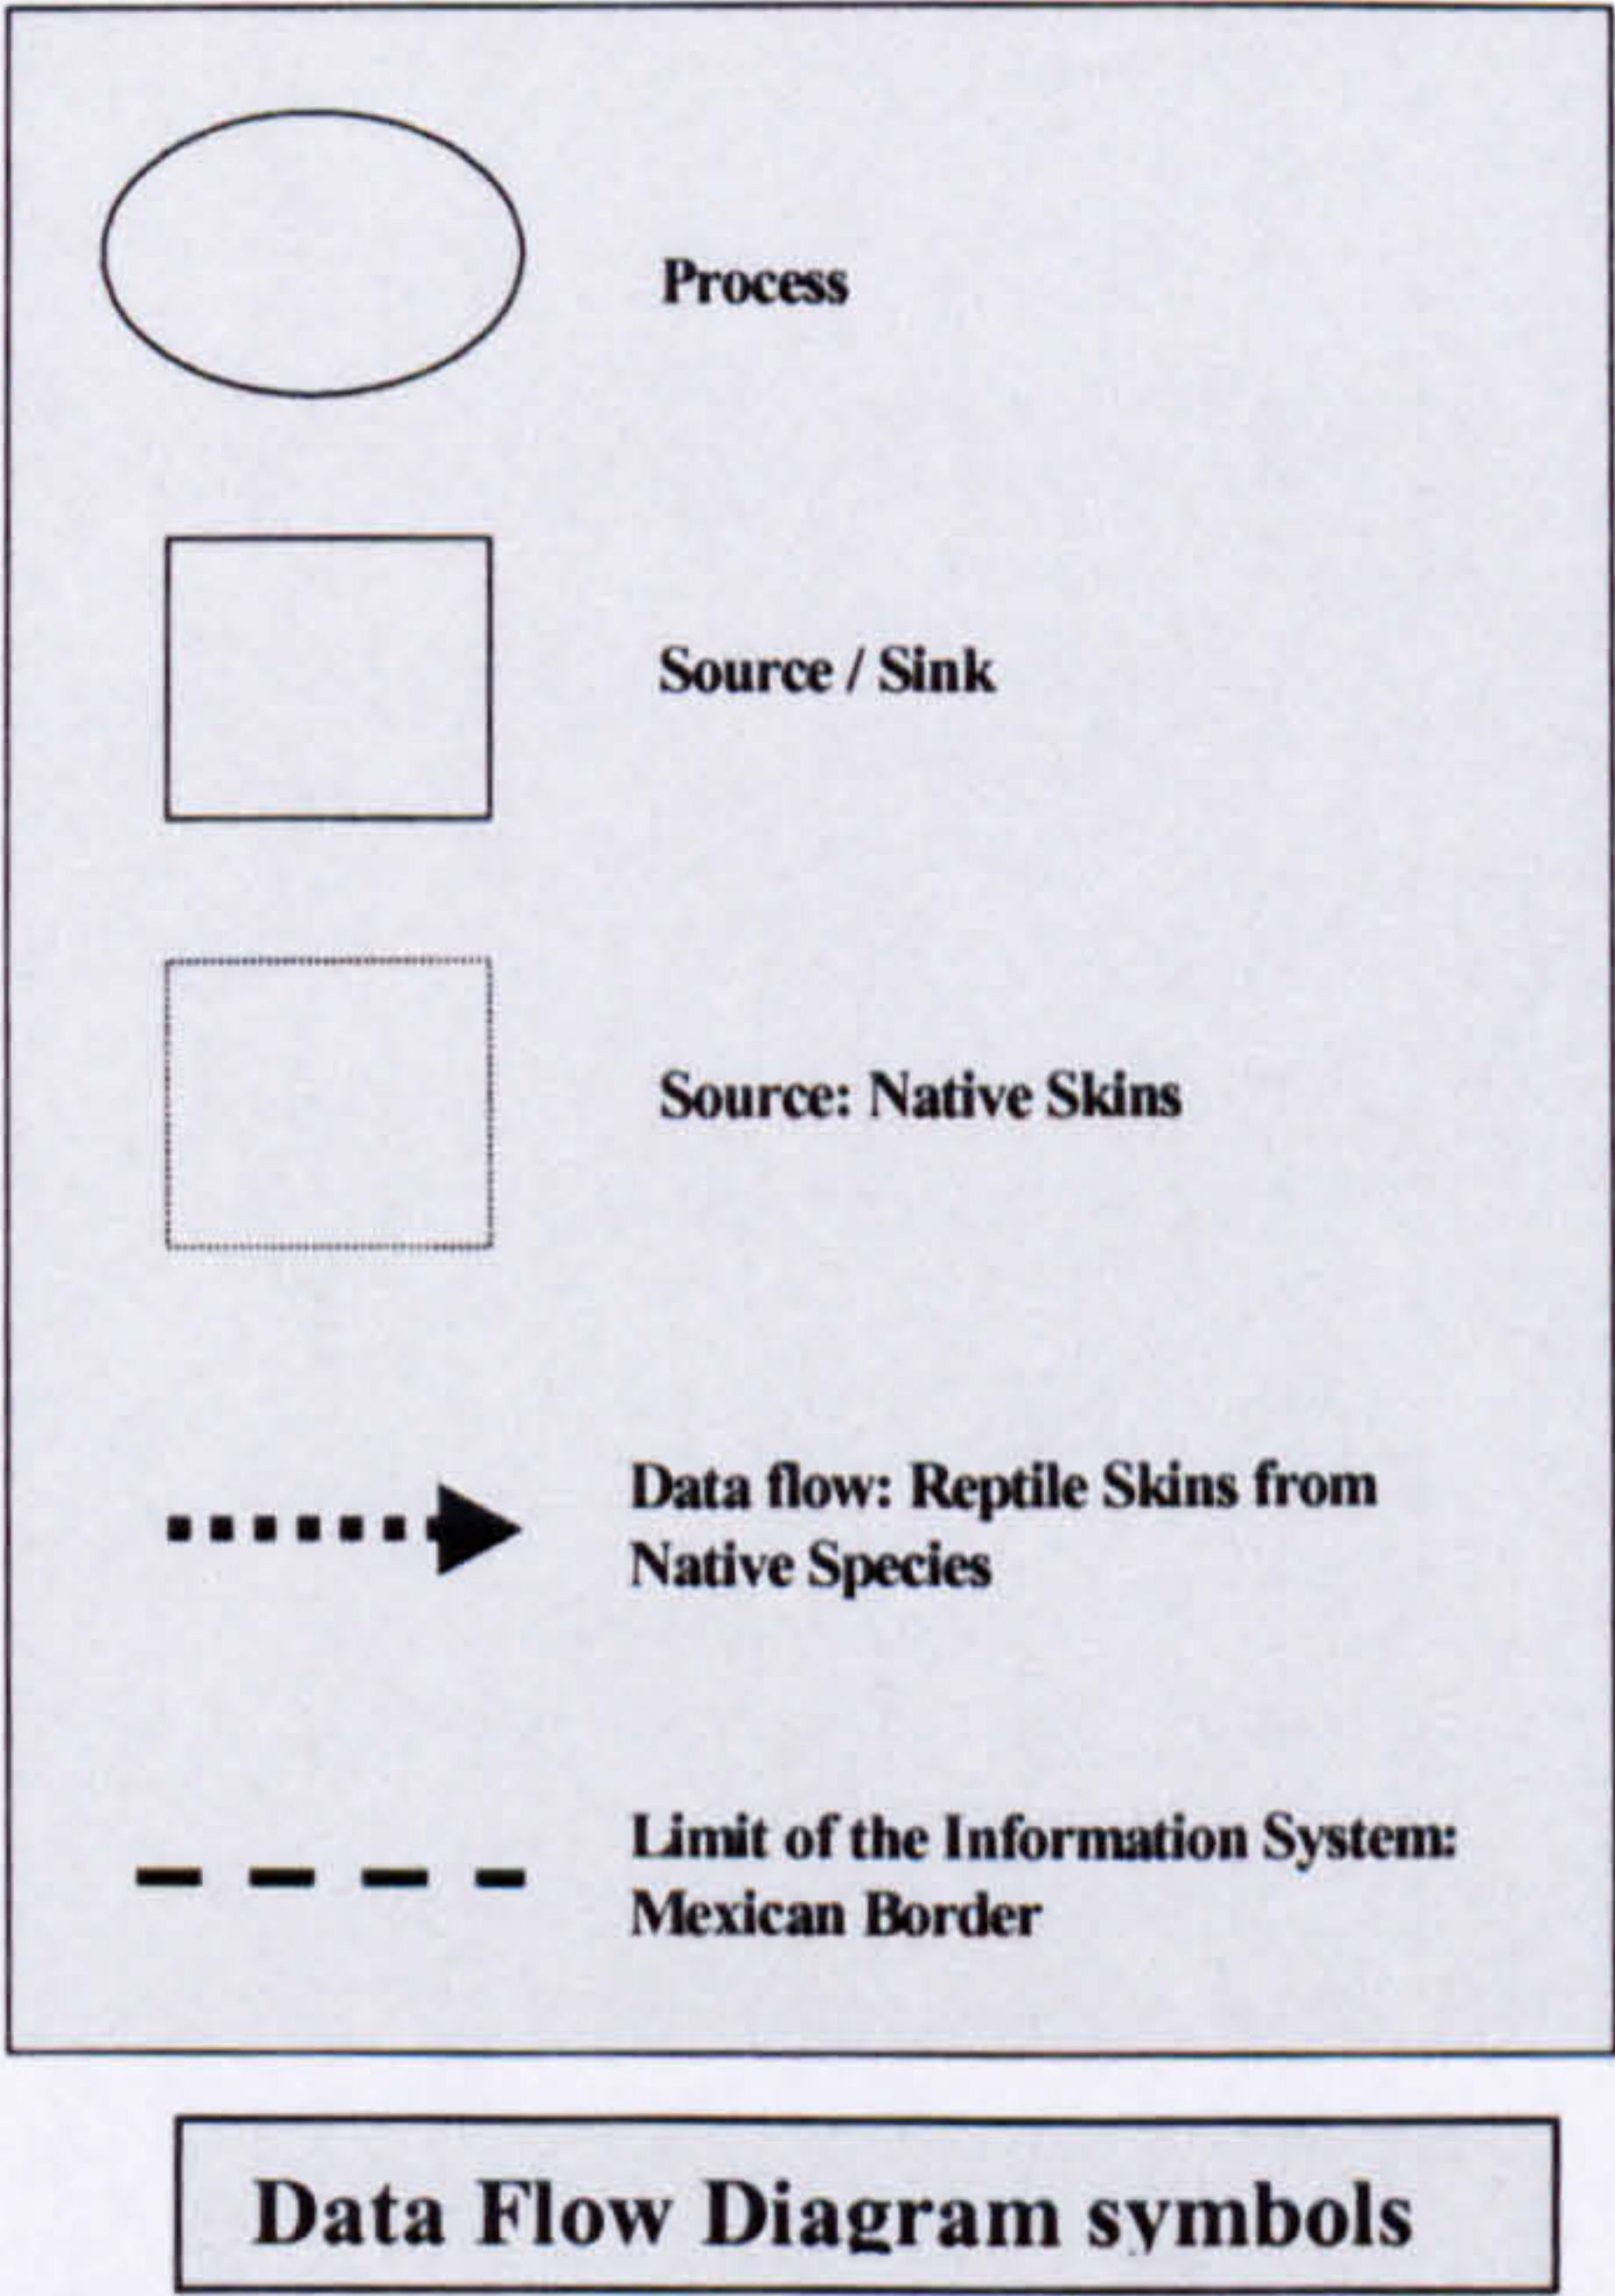 Process
Source / Sink
Source: Native Skins
Data flow: Reptile Skins from
Native Species
Limit of the Information System:
Mexican Border
Data Flow Diagram symbols